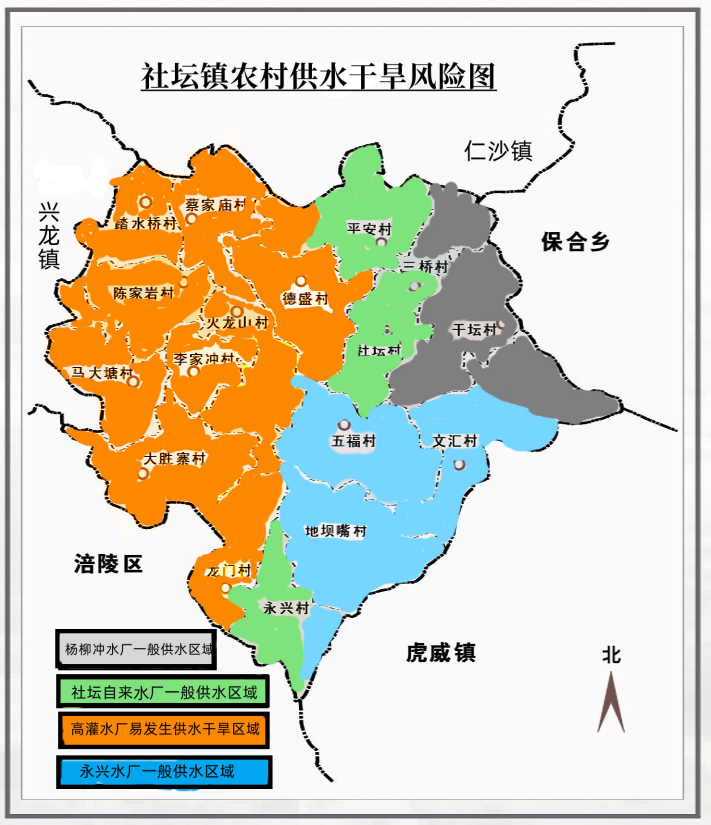 社坛镇农村供水干旱风险图
仁沙镇
兴龙镇
保合乡
蔡家庙村
踏水桥村
平安村
三桥村
陈家岩村
德盛村
火龙山村
干坛村
社坛村
李家冲村
马大塘村
五福村
文汇村
大胜寨村
地坝嘴村
涪陵区
龙门村
永兴村
虎威镇
北
杨柳冲水厂一般供水区域
社坛自来水厂一般供水区域
高灌水厂易发生供水干旱区域
永兴水厂一般供水区域